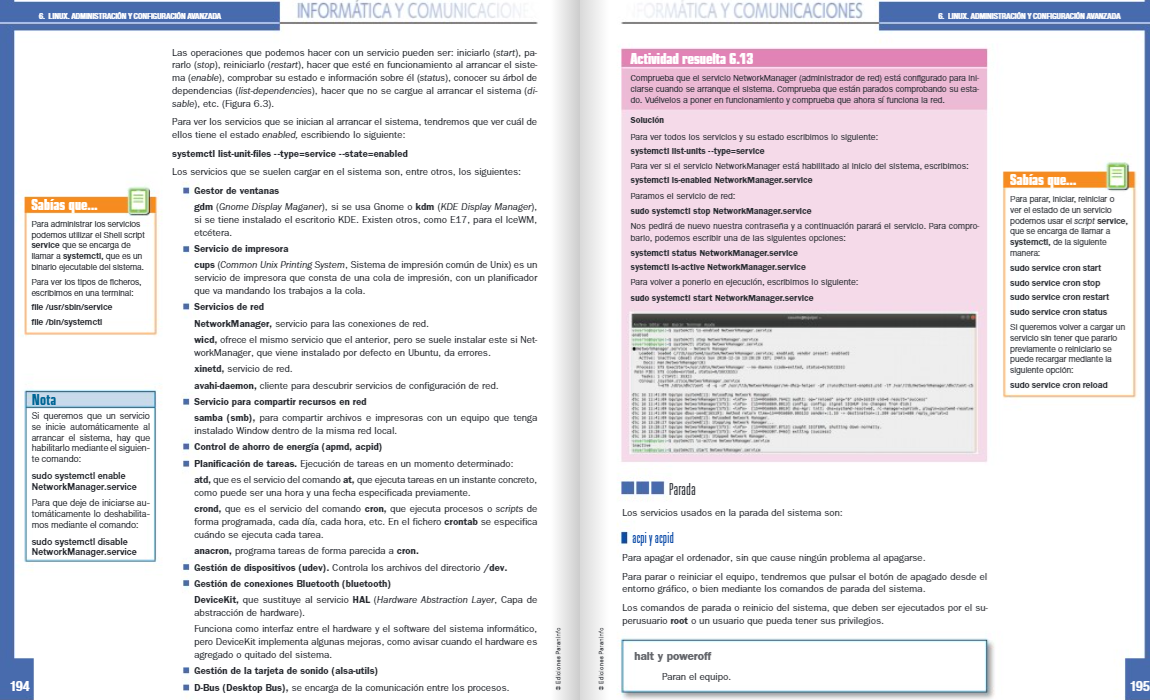 6. LINUX. ADMINISTRACIÓN Y CONFIGURACIÓN AVANZADA
INFORMÁTICA Y COMUNICACIONES
Las operaciones que podemos hacer con un servicio pueden ser: iniciarlo (start), pa-
rarlo (stop), reiniciarlo (restart), hacer que esté en funcionamiento al arrancar el siste-
ma (enable), comprobar su estado e información sobre él (status), conocer su árbol de
dependencias (list-dependencies), hacer que no se cargue al arrancar el sistema (di-
sable), etc. (Figura 6.3).
Para ver los servicios que se inician al arrancar el sistema, tendremos que ver cuál de
ellos tiene el estado enabled, escribiendo lo siguiente:
systemctl list-unit-files --type=service --state=enabled
Los servicios que se suelen cargar en el sistema son, entre otros, los siguientes:
Gestor de ventanas
gdm (Gnome Display Maganer), si se usa Gnome o kdm (KDE Display Manager),
si se tiene instalado el escritorio KDE. Existen otros, como E17, para el IceWM,
etcétera.
Servicio de impresora
cups (Common Unix Printing System, Sistema de impresión común de Unix) es un
servicio de impresora que consta de una cola de impresión, con un planificador
que va mandando los trabajos a la cola.
Servicios de red
NetworkManager, servicio para las conexiones de red.
wicd, ofrece el mismo servicio que el anterior, pero se suele instalar este si Net-
workManager, que viene instalado por defecto en Ubuntu, da errores.
xinetd, servicio de red.
avahi-daemon, cliente para descubrir servicios de configuración de red.
Servicio para compartir recursos en red
samba (smb), para compartir archivos e impresoras con un equipo que tenga
instalado Window dentro de la misma red local.
Control de ahorro de energía (apmd, acpid)
Planificación de tareas. Ejecución de tareas en un momento determinado:
atd, que es el servicio del comando at, que ejecuta tareas en un instante concreto,
como puede ser una hora y una fecha especificada previamente.
crond, que es el servicio del comando cron, que ejecuta procesos o scripts de
forma programada, cada día, cada hora, etc. En el fichero crontab se especifica
cuándo se ejecuta cada tarea.
anacron, programa tareas de forma parecida a cron.
Gestión de dispositivos (udev). Controla los archivos del directorio /dev.
Gestión de conexiones Bluetooth (bluetooth)
DeviceKit, que sustituye al servicio HAL (Hardware Abstraction Layer, Capa de
abstracción de hardware).
Funciona como interfaz entre el hardware y el software del sistema informático,
pero DeviceKit implementa algunas mejoras, como avisar cuando el hardware es
agregado o quitado del sistema.
Gestión de la tarjeta de sonido (alsa-utils)
D-Bus (Desktop Bus), se encarga de la comunicación entre los procesos.
Sabías que...
Para administrar los servicios
podemos utilizar el Shell script
service que se encarga de
llamar a systemctl, que es un
binario ejecutable del sistema.
Para ver los tipos de ficheros,
escribimos en una terminal:
file /usr/sbin/service
file /bin/systemctl
Nota
Si queremos que un servicio
se inicie automáticamente al
arrancar el sistema, hay que
habilitarlo mediante el siguien-
te comando:
sudo systemctl enable
NetworkManager.service
Para que deje de iniciarse au-
tomáticamente lo deshabilita-
mos mediante el comando:
sudo systemctl disable
NetworkManager.service
© Ediciones Paraninfo
194
INFORMÁTICA Y COMUNICACIONES
6. LINUX. ADMINISTRACIÓN Y CONFIGURACIÓN AVANZADA
Actividad resuelta 6.13
Comprueba que el servicio NetworkManager (administrador de red) está configurado para ini-
ciarse cuando se arranque el sistema. Comprueba que están parados comprobando su esta-
do. Vuélvelos a poner en funcionamiento y comprueba que ahora sí funciona la red.
Solución
Para ver todos los servicios y su estado escribimos lo siguiente:
systemctl list-units --type=service
Para ver si el servicio NetworkManager está habilitado al inicio del sistema, escribimos:
systemctl is-enabled NetworkManager.service
Paramos el servicio de red:
sudo systemctl stop NetworkManager.service
Nos pedirá de nuevo nuestra contraseña y a continuación parará el servicio. Para compro-
barlo, podemos escribir una de las siguientes opciones:
systemctl status NetworkManager.service
systemctl is-active NetworkManager.service
Para volver a ponerlo en ejecución, escribimos lo siguiente:
sudo systemctl start NetworkManager.service
Parada
Los servicios usados en la parada del sistema son:
acpi y acpid
Para apagar el ordenador, sin que cause ningún problema al apagarse.
Para parar o reiniciar el equipo, tendremos que pulsar el botón de apagado desde el
entorno gráfico, o bien mediante los comandos de parada del sistema.
Los comandos de parada o reinicio del sistema, que deben ser ejecutados por el su-
perusuario root o un usuario que pueda tener sus privilegios.
halt y poweroff
Paran el equipo.
Sabías que...
Para parar, iniciar, reiniciar o
ver el estado de un servicio
podemos usar el script service,
que se encarga de llamar a
systemctl, de la siguiente
manera:
sudo service cron start
sudo service cron stop
sudo service cron restart
sudo service cron status
Si queremos volver a cargar un
servicio sin tener que pararlo
previamente o reiniciarlo se
puede recargar mediante la
siguiente opción:
sudo service cron reload
© Ediciones Paraninfo
195